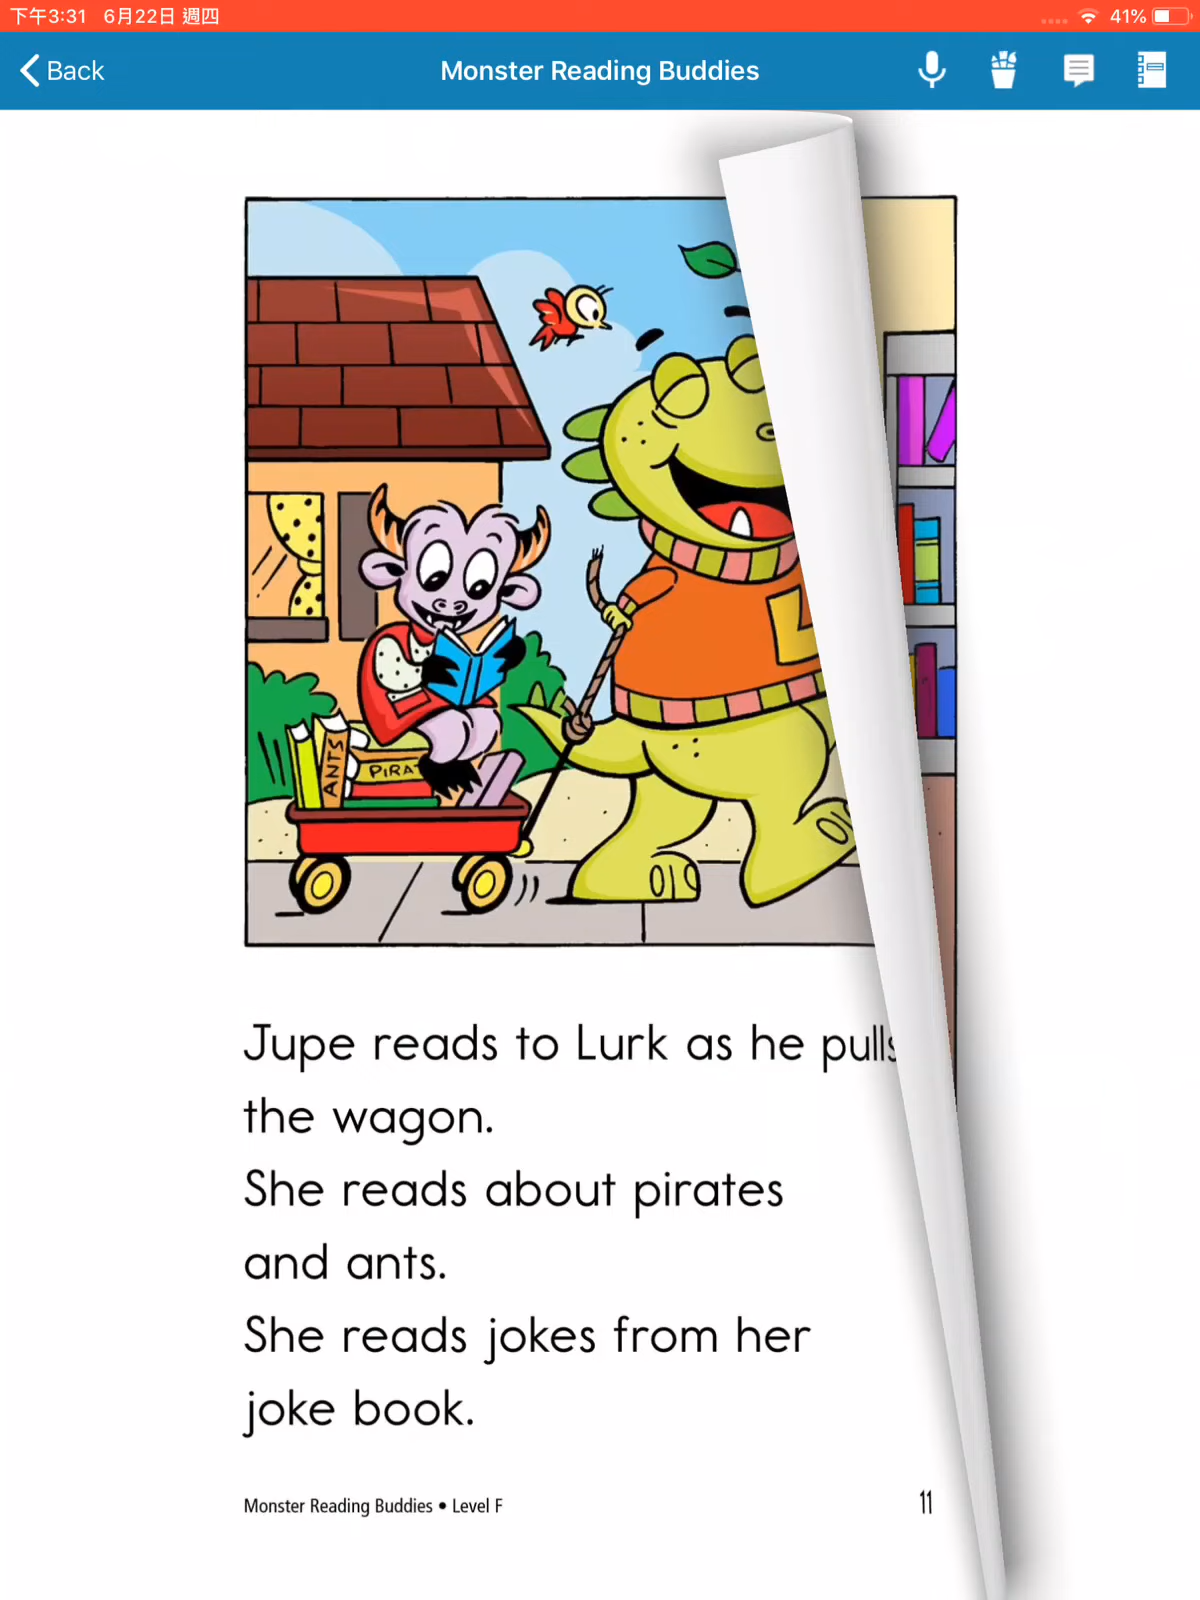 下午3:31 6月22日 週四
41%
Back
Monster Reading Buddies
ANTS
PIRA
L
Jupe reads to Lurk as he pulls
the wagon.
She reads about pirates
and ants.
She reads jokes from her
joke book.
Monster Reading Buddies • Level F
11